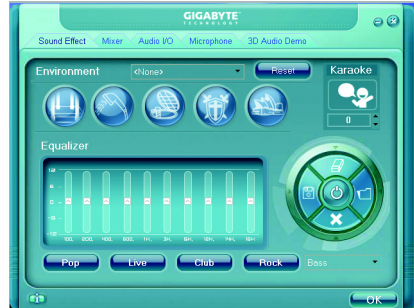 GIGABYTE
TECHNOLOGY
Sound Effect Mixer Audio I/O Microphone 3D Audio Demo
Environment <None> Reset Karaoke
0
Equalizer
Pop Live Club Rock Bass
OK